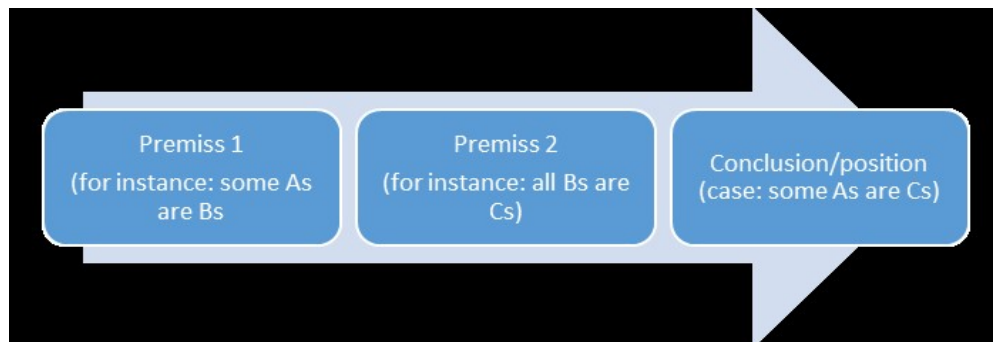 Premiss 1
(for instance: some As
are Bs
Premiss 2
(for instance: all Bs are
Cs)
Conclusion/position
(case: some As are Cs)